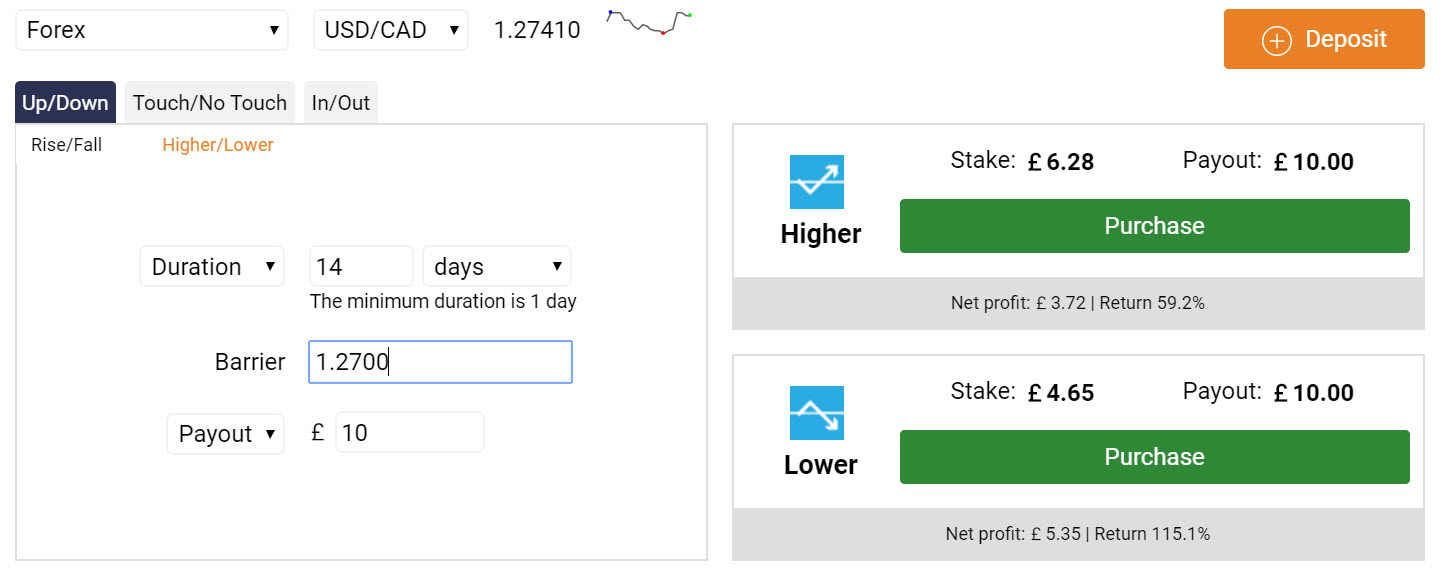 Forex ▼ USD/CAD ▼ 1.27410
Deposit
Up/Down Touch/No Touch In/Out
Rise/Fall Higher/Lower
Duration ▼ 14 days ▼
The minimum duration is 1 day
Barrier 1.2700
Payout ▼ £ 10
Stake: £ 6.28 Payout: £ 10.00
Higher
Purchase
Net profit: £ 3.72 | Return 59.2%
Stake: £ 4.65 Payout: £ 10.00
Lower
Purchase
Net profit: £ 5.35 | Return 115.1%